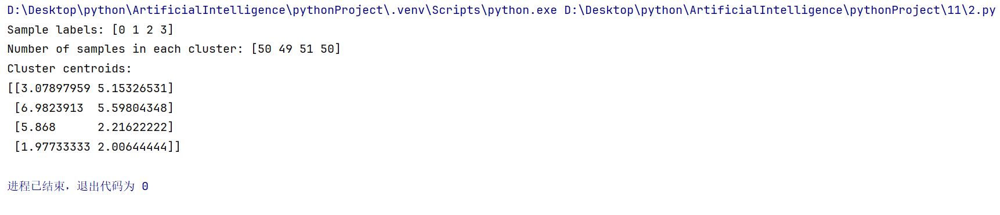 D:\Desktop\python\ArtificialIntelligence\pythonProject\.venv\Scripts\python.exe D:\Desktop\python\ArtificialIntelligence\pythonProject\11\2.py
Sample labels: [0 1 2 3]
Number of samples in each cluster: [50 49 51 50]
Cluster centroids:
[[3.07897959 5.15326531]
 [6.9823913  5.59804348]
 [5.868      2.21622222]
 [1.97733333 2.00644444]]
进程已结束，退出代码为 0